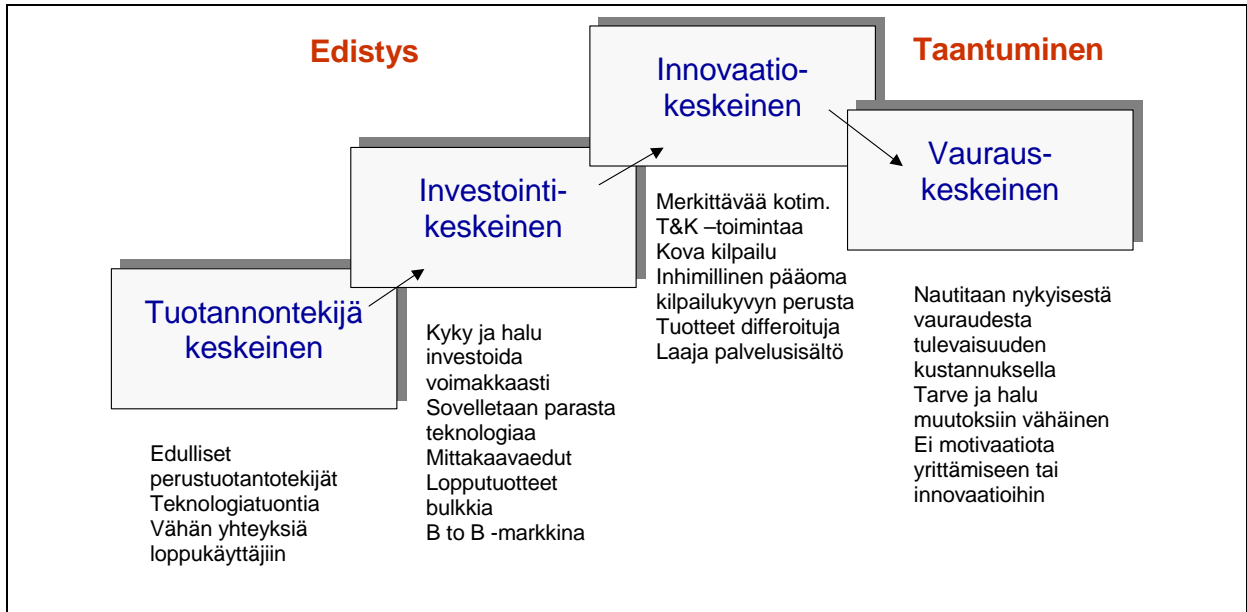 Edistys
Taantuminen
Tuotannontekijä
keskeinen
Edulliset
perustuotantotekijät
Teknologiatuontia
Vähän yhteyksiä
loppukäyttäjiin
Investointi-
keskeinen
Kyky ja halu
investoida
voimakkaasti
Sovelletaan parasta
teknologiaa
Mittakaavaedut
Lopputuotteet
bulkkia
B to B -markkina
Innovaatio-
keskeinen
Merkittävää kotim.
T&K –toimintaa
Kova kilpailu
Inhimillinen pääoma
kilpailukyvyn perusta
Tuotteet differoituja
Laaja palvelusisältö
Vauraus-
keskeinen
Nautitaan nykyisestä
vauraudesta
tulevaisuuden
kustannuksella
Tarve ja halu
muutoksiin vähäinen
Ei motivaatiota
yrittämiseen tai
innovaatioihin